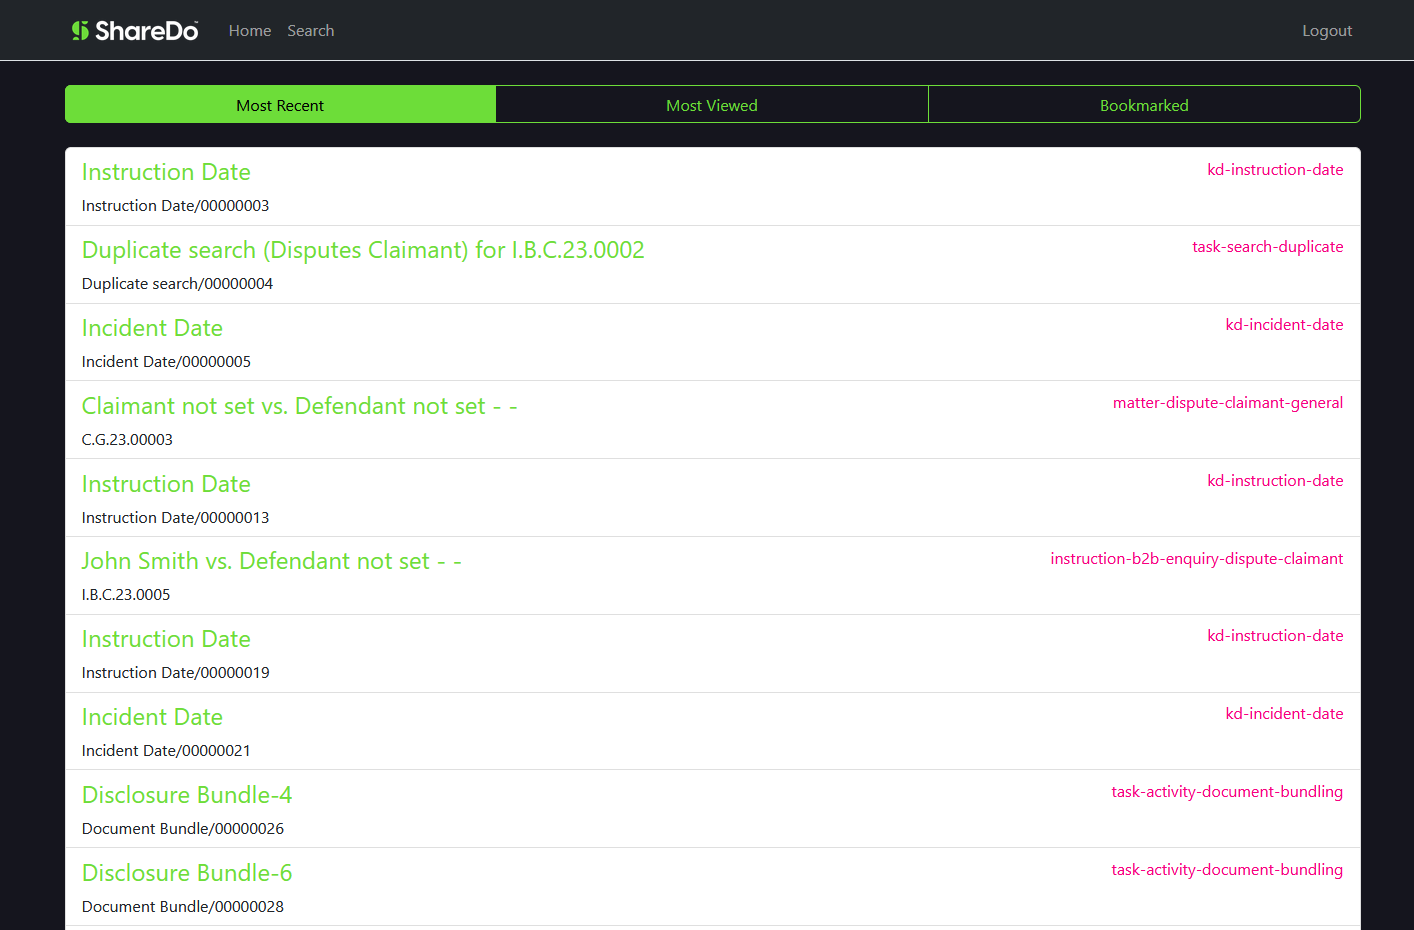 ShareDo™ Home Search Logout
Most Recent Most Viewed Bookmarked
Instruction Date kd-instruction-date
Instruction Date/00000003
Duplicate search (Disputes Claimant) for I.B.C.23.0002 task-search-duplicate
Duplicate search/00000004
Incident Date kd-incident-date
Incident Date/00000005
Claimant not set vs. Defendant not set - - matter-dispute-claimant-general
C.G.23.00003
Instruction Date kd-instruction-date
Instruction Date/00000013
John Smith vs. Defendant not set - - instruction-b2b-enquiry-dispute-claimant
I.B.C.23.0005
Instruction Date kd-instruction-date
Instruction Date/00000019
Incident Date kd-incident-date
Incident Date/00000021
Disclosure Bundle-4 task-activity-document-bundling
Document Bundle/00000026
Disclosure Bundle-6 task-activity-document-bundling
Document Bundle/00000028